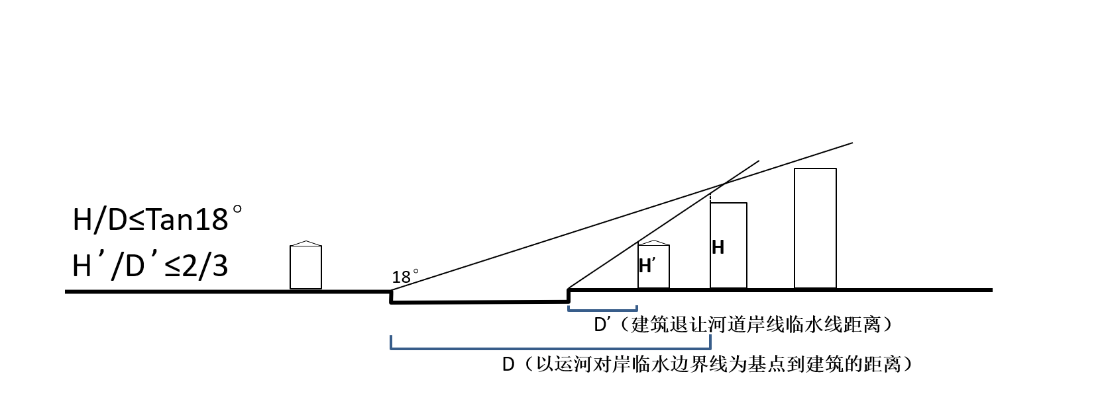 H/D≤Tan18°
H′/D′≤2/3
18°
H′
H
D′（建筑退让河道岸线临水线距离）
D（以运河对岸临水边界线为基点到建筑的距离）